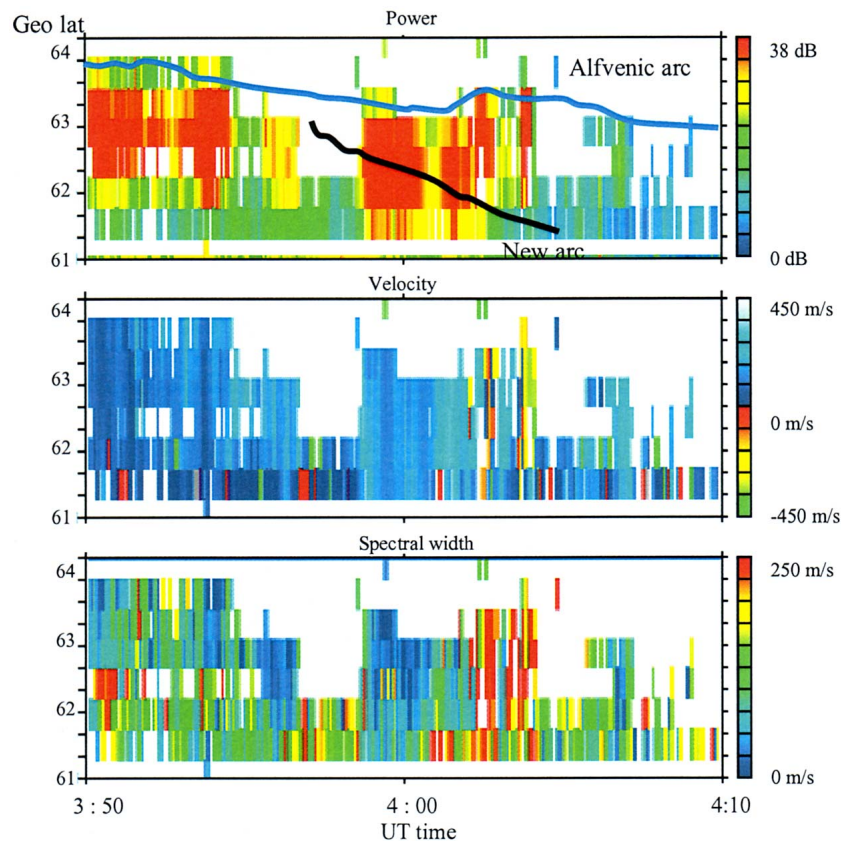 Geo lat
Power
64
63
62
61
Alfvenic arc
New arc
38 dB
0 dB
Velocity
64
63
62
61
450 m/s
0 m/s
-450 m/s
Spectral width
64
63
62
61
250 m/s
0 m/s
3 : 50
4 : 00
4:10
UT time